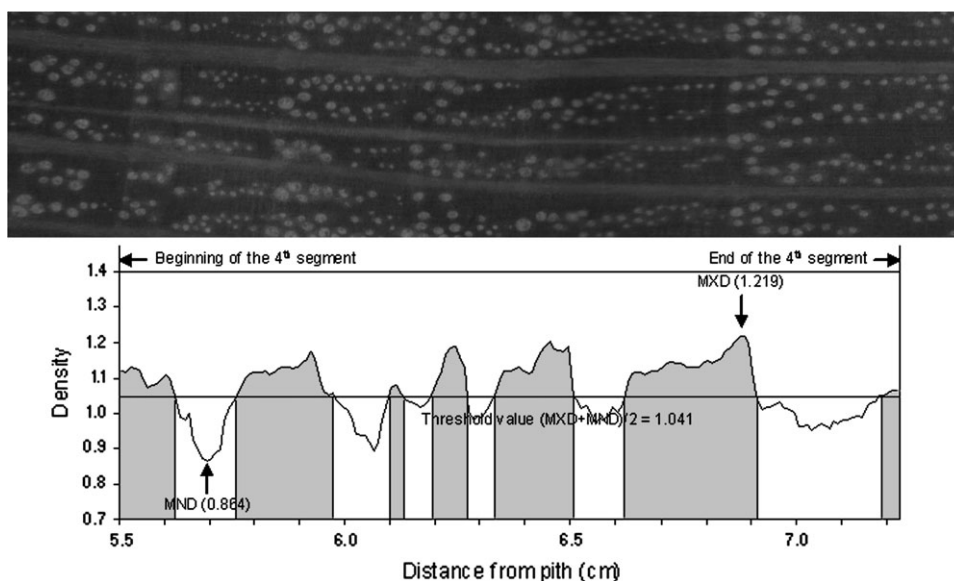 Beginning of the 4th segment
End of the 4th segment
MXD (1.219)
1.4
1.3
1.2
1.1
1.0
0.9
0.8
0.7
Density
Threshold value (MXD+MND)/2 = 1.041
MND (0.864)
5.5 6.0 6.5 7.0
Distance from pith (cm)